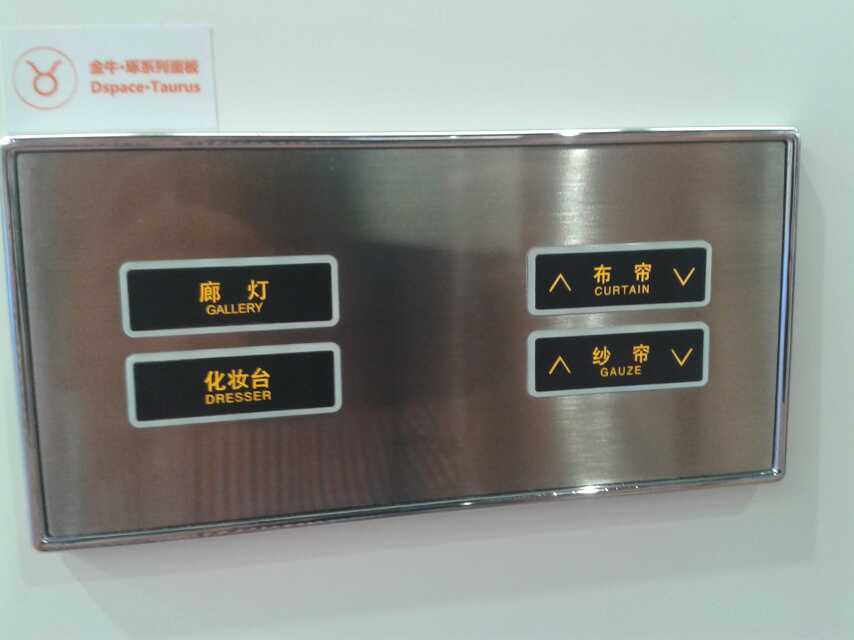 金牛·琢系列面板
Dspace-Taurus
廊 灯
GALLERY
化妆台
DRESSER
布 帘
CURTAIN
纱 帘
GAUZE